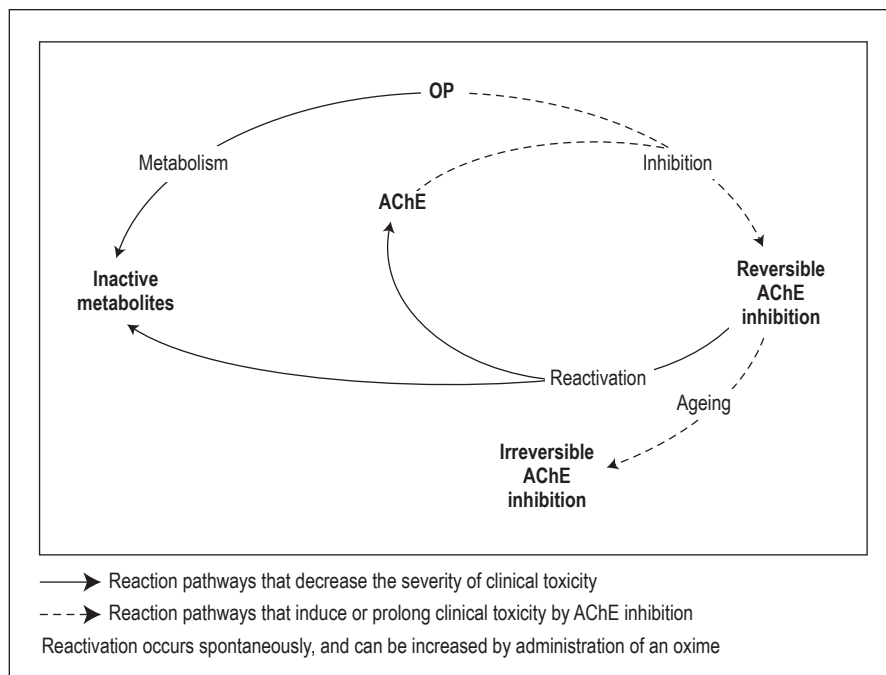 OP
Metabolism
Inhibition
AChE
Inactive
metabolites
Reversible
AChE
inhibition
Reactivation
Ageing
Irreversible
AChE
inhibition
Reaction pathways that decrease the severity of clinical toxicity
Reaction pathways that induce or prolong clinical toxicity by AChE inhibition
Reactivation occurs spontaneously, and can be increased by administration of an oxime